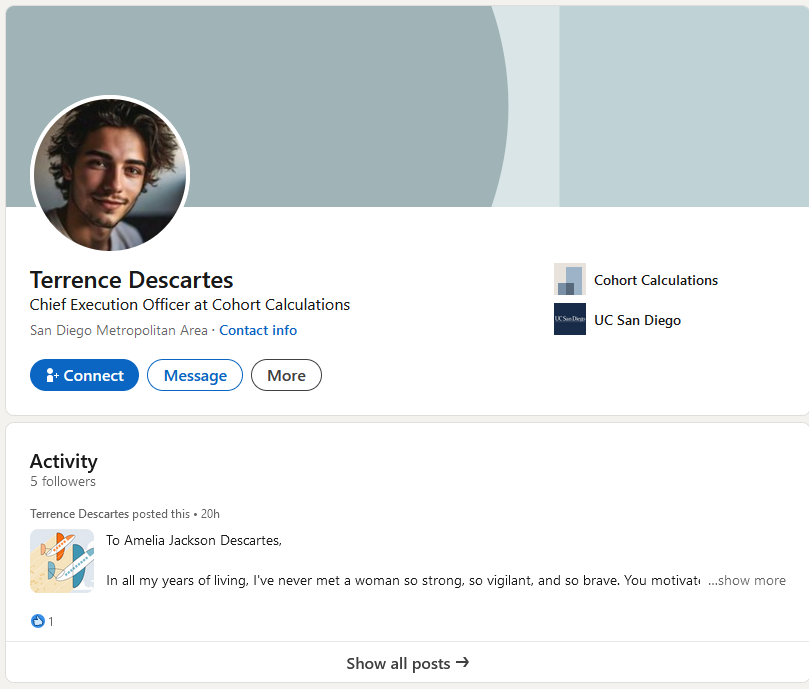 Terrence Descartes
Chief Execution Officer at Cohort Calculations
San Diego Metropolitan Area · Contact info
Connect
Message
More
Cohort Calculations
UC San Diego
UC San Diego
Activity
5 followers
Terrence Descartes posted this • 20h
To Amelia Jackson Descartes,
In all my years of living, I've never met a woman so strong, so vigilant, and so brave. You motivat ...show more
1
Show all posts →